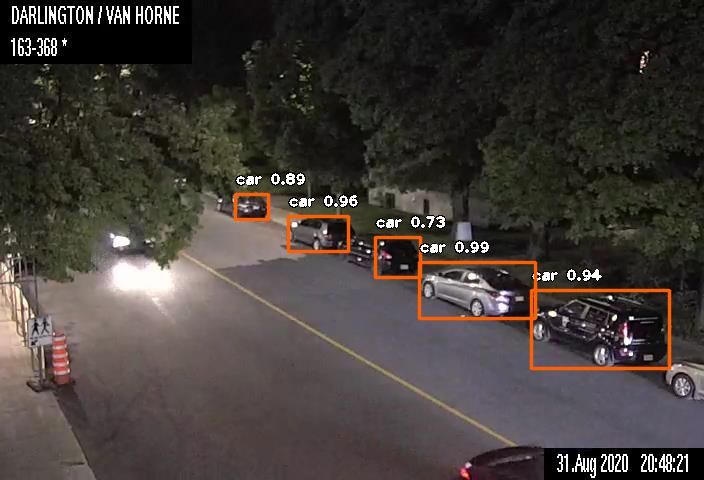 DARLINGTON / VAN HORNE
163-368 *
car 0.89
car 0.96
car 0.73
car 0.99
car 0.94
31.Aug 2020 20:48:21